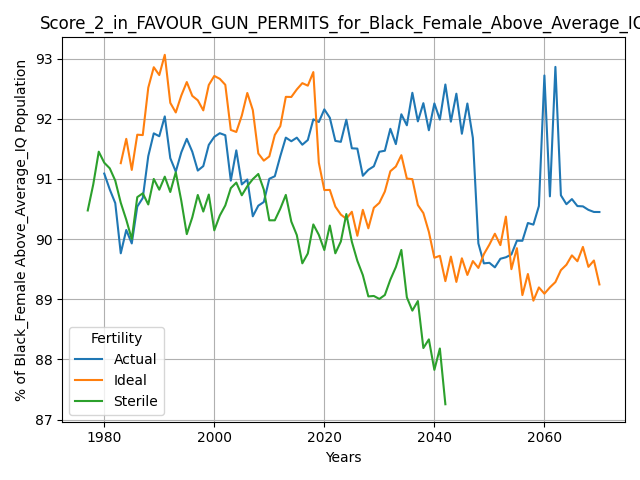 Score_2_in_FAVOUR_GUN_PERMITS_for_Black_Female_Above_Average_IQ
% of Black_Female Above_Average_IQ Population
93
92
91
90
89
88
87
Fertility
Actual
Ideal
Sterile
1980
2000
2020
2040
2060
Years